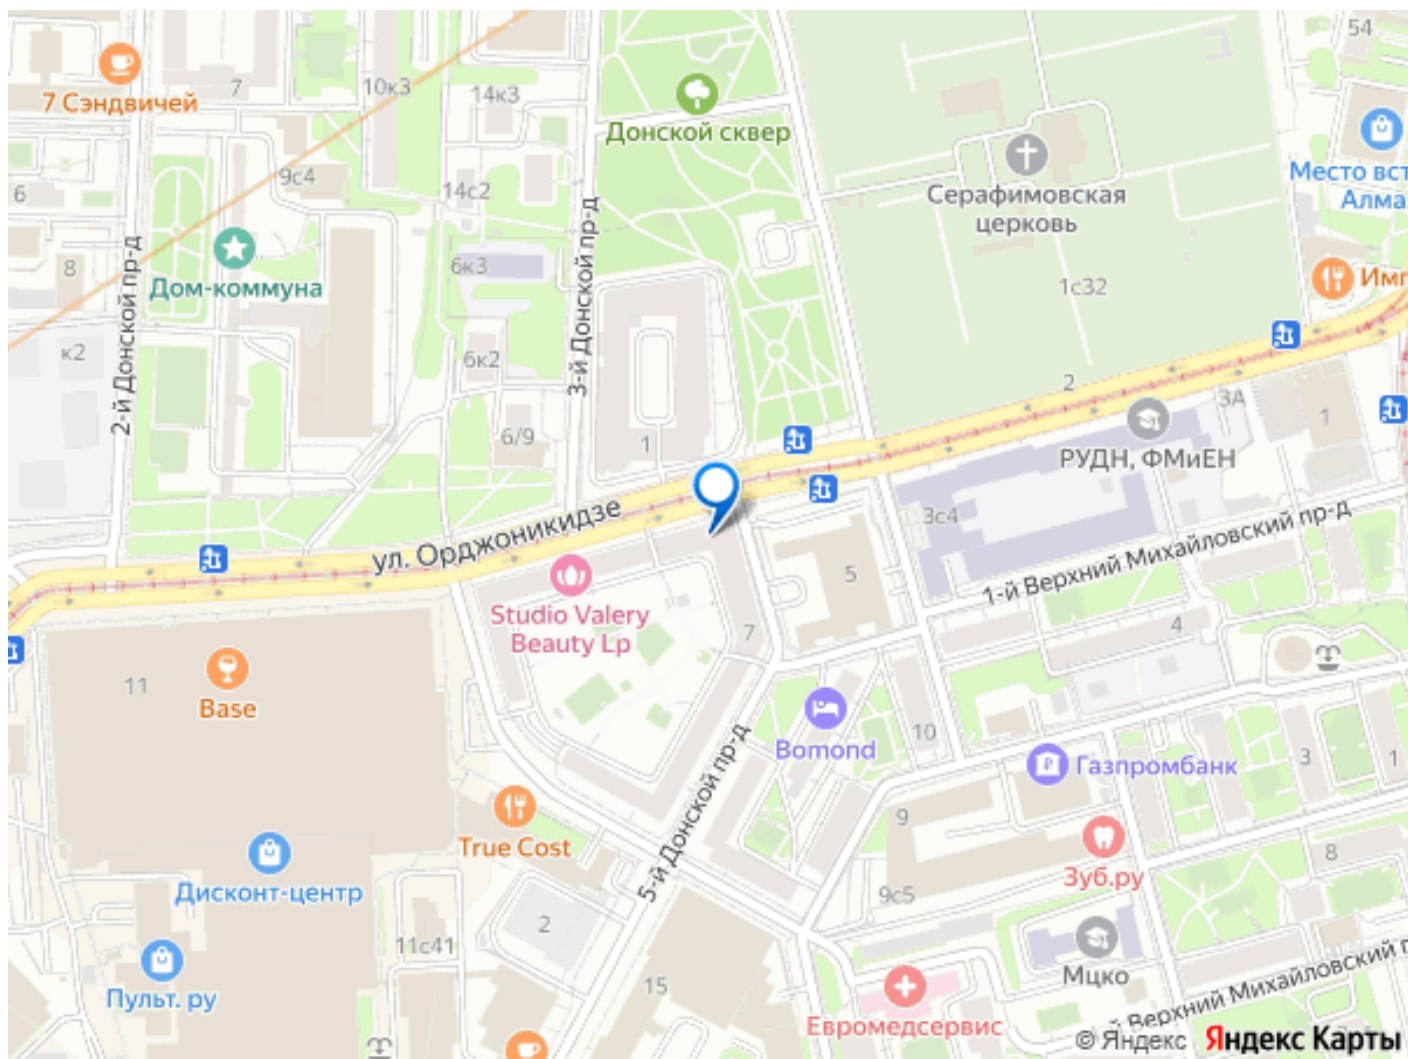 54
7
10к3
14к3
7 Сэндвичей
Донской сквер
Место вст
Алма
Серафимовская
церковь
9с4
14с2
6
8
6к3
1с32
Имп
Дом-коммуна
2-й Донской пр-д
3-й Донской пр-д
к2
6к2
2
3А
1
6/9
1
РУДН, ФМиЕН
ул. Орджоникидзе
3с4
1-й Верхний Михайловский пр-д
5
Studio Valery
Beauty Lp
7
4
11
Base
10
Bomond
Газпромбанк
3
1
5-й Донской пр-д
True Cost
9
8
Зуб.ру
Дисконт-центр
9с5
2
11с41
Мцко
15
Пульт. ру
Евромедсервис
Верхний Михайловский п
© Яндекс Яндекс Карты